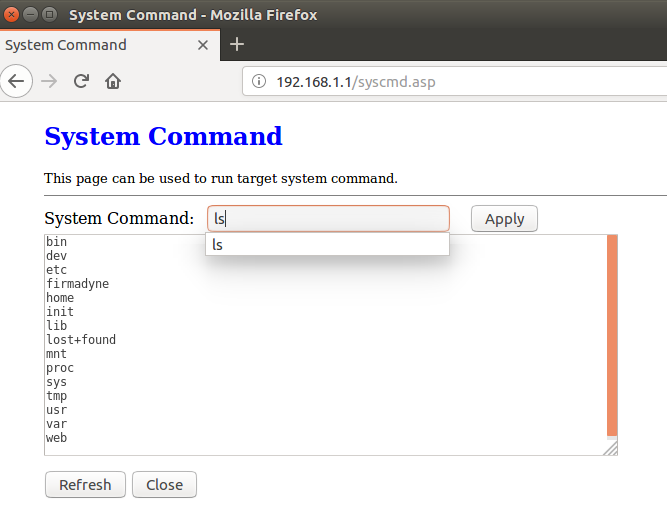 System Command - Mozilla Firefox
System Command
192.168.1.1/syscmd.asp
System Command
This page can be used to run target system command.
System Command: ls Apply
ls
bin
dev
etc
firmadyne
home
init
lib
lost+found
mnt
proc
sys
tmp
usr
var
web
Refresh Close